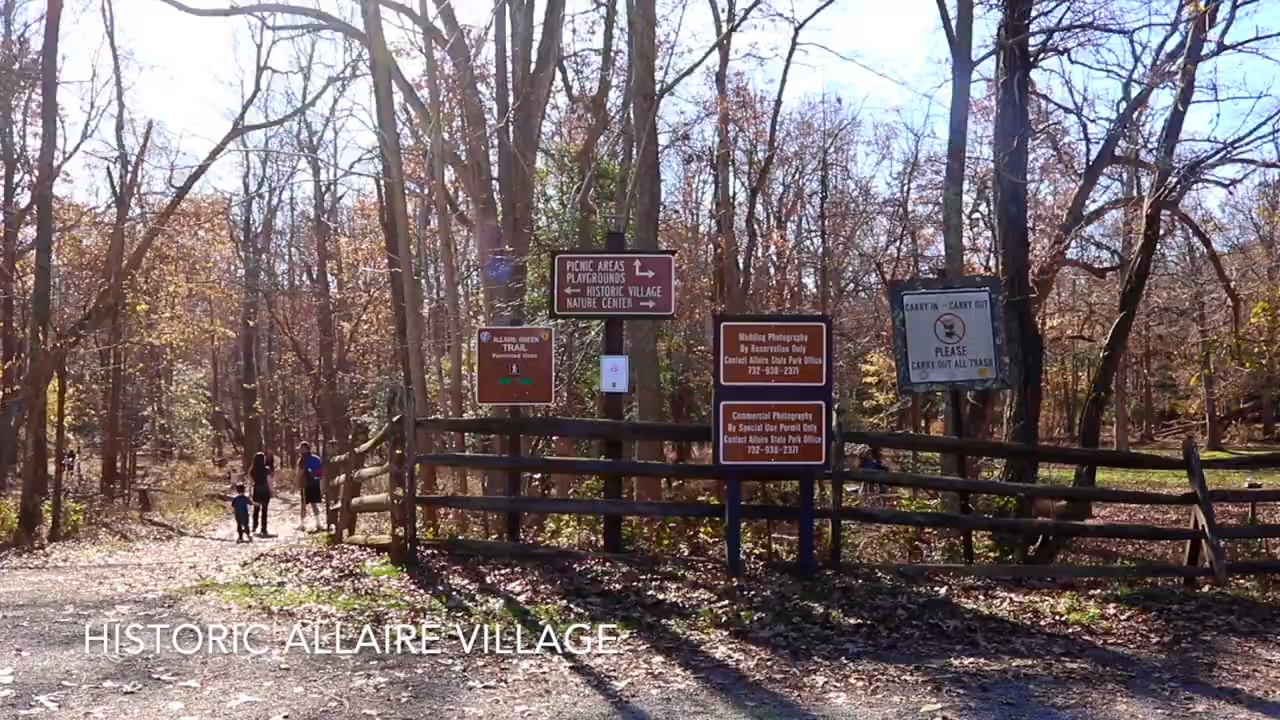 PICNIC AREAS
PLAYGROUNDS
HISTORIC VILLAGE
NATURE CENTER
ALLAIRE GREEN
TRAIL
Permitted Uses
Wedding Photography
By Reservation Only
Contact Allaire State Park Office
732-938-2371
Commercial Photography
By Special Use Permit Only
Contact Allaire State Park Office
732-938-2371
CARRY IN - CARRY OUT
PLEASE
CARRY OUT ALL TRASH
HISTORIC ALLAIRE VILLAGE